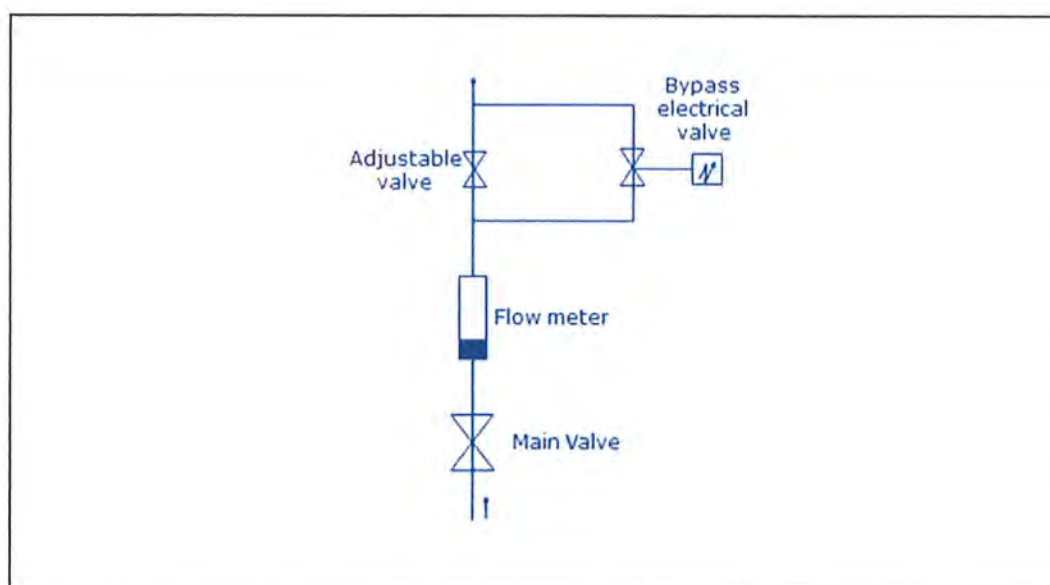 Bypass
electrical
valve
Adjustable
valve
Flow meter
Main Valve